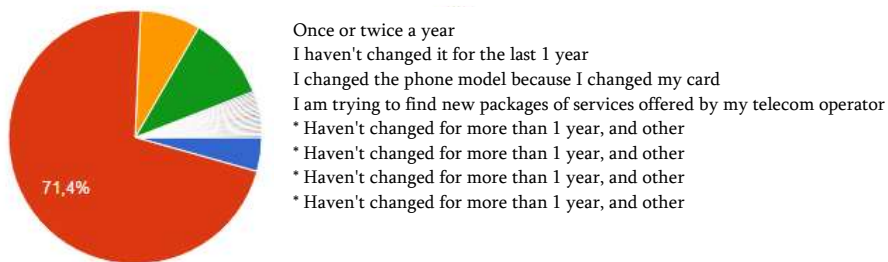 Once or twice a year
I haven't changed it for the last 1 year
I changed the phone model because I changed my card
I am trying to find new packages of services offered by my telecom operator
* Haven't changed for more than 1 year, and other
* Haven't changed for more than 1 year, and other
* Haven't changed for more than 1 year, and other
* Haven't changed for more than 1 year, and other
71,4%